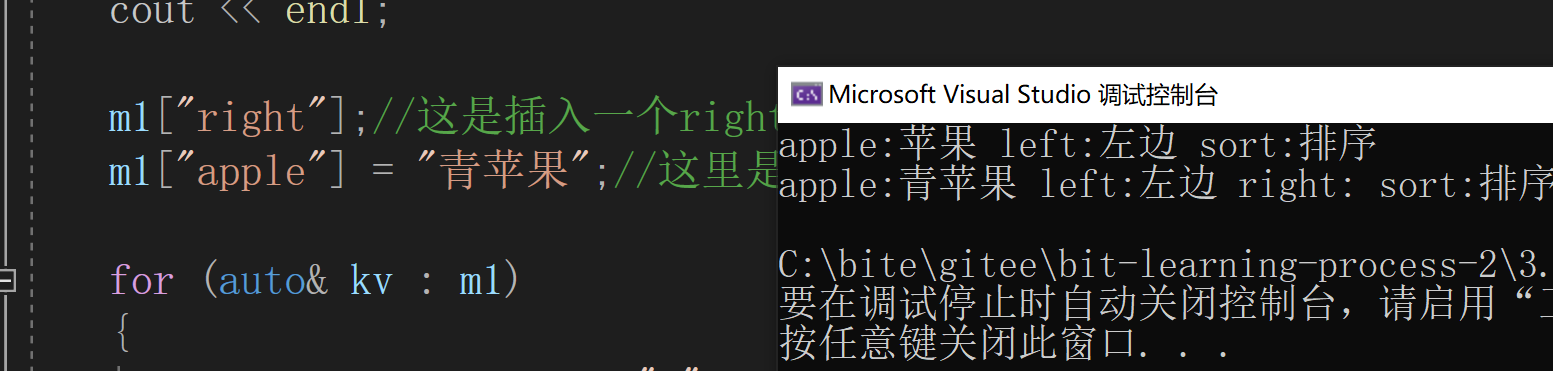 cout << endl;
m1["right"];//这是插入一个right
m1["apple"] = "青苹果";//这里是
for (auto& kv : m1)
{
Microsoft Visual Studio 调试控制台
apple:苹果 left:左边 sort:排序
apple:青苹果 left:左边 right: sort:排序
C:\bite\gitee\bit-learning-process-2\3.
要在调试停止时自动关闭控制台，请启用“工
按任意键关闭此窗口. . .